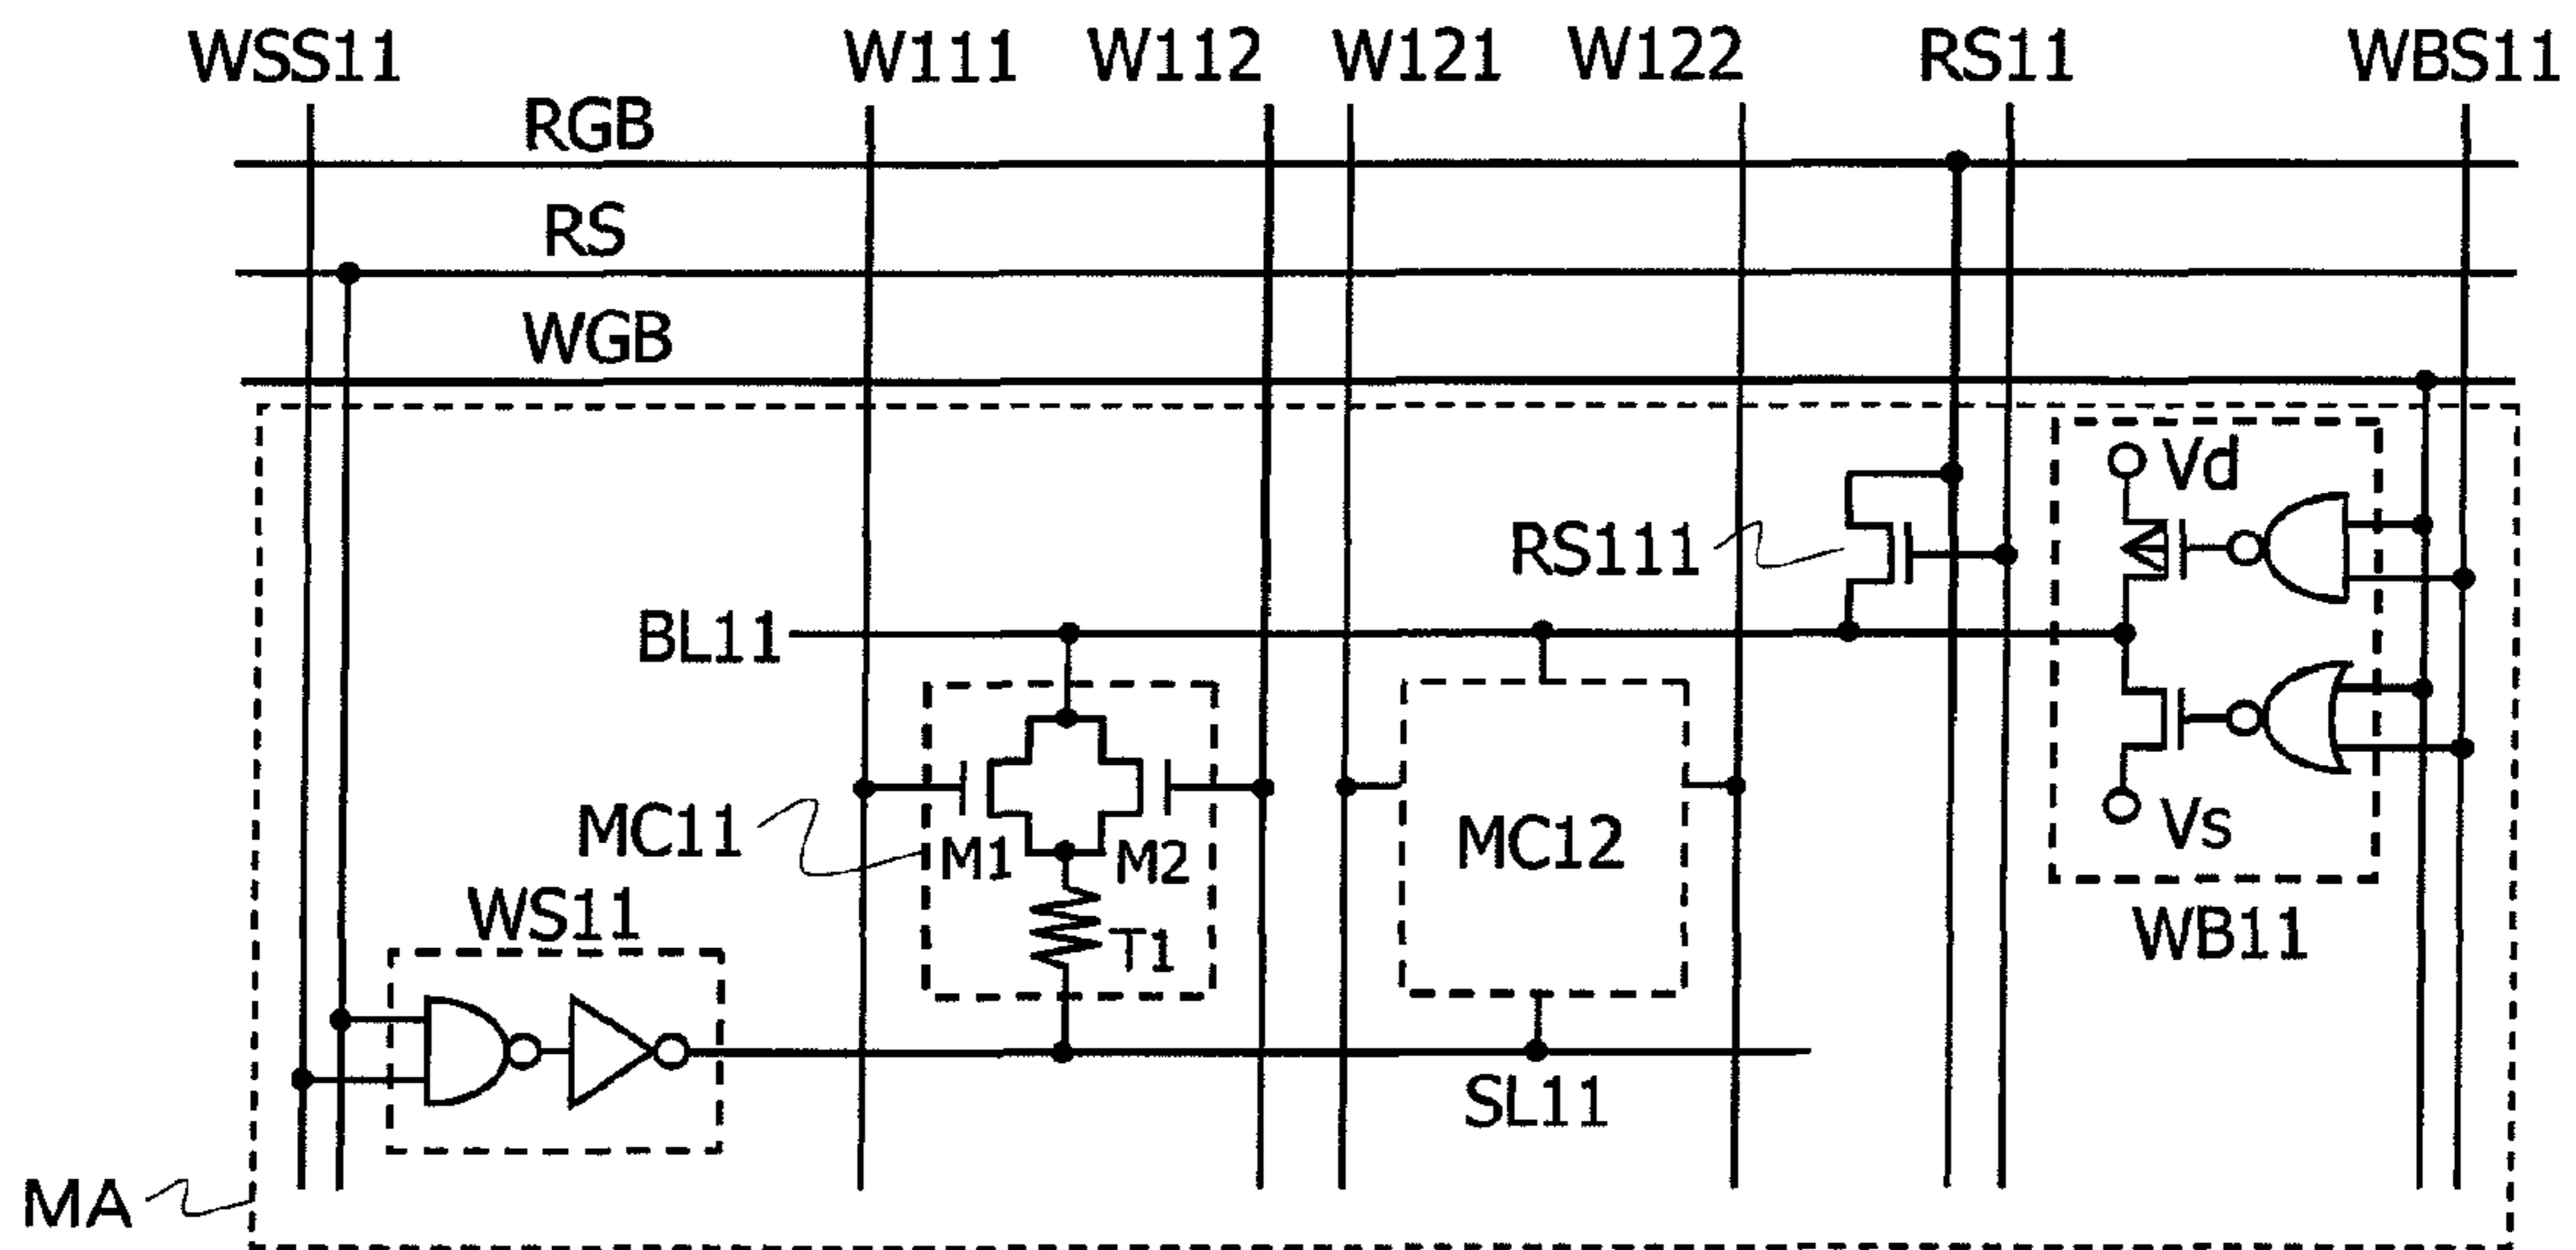 WSS11 W111 W112 W121 W122 RS11 WBS11
RGB
RS
WGB
Vd
RS111
BL11
MC11 M1 M2 MC12 Vs
WS11 T1 WB11
SL11
MA